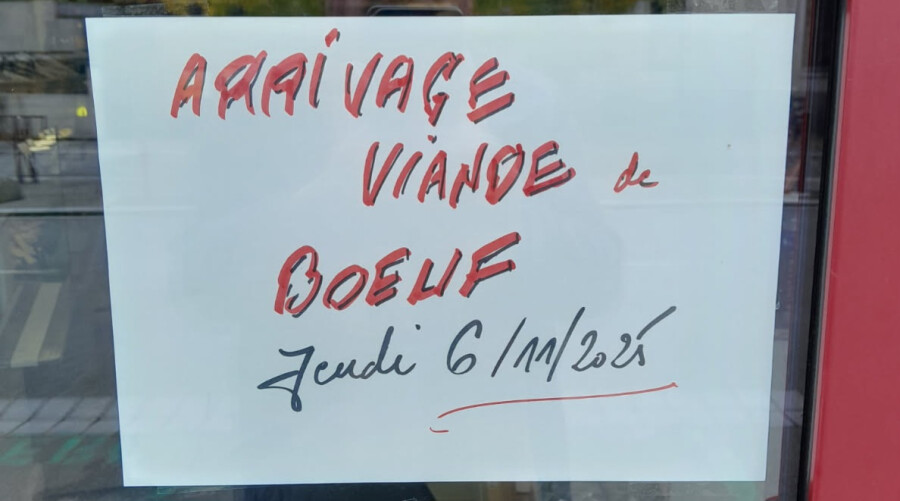 ARRIVAGE
VIANDE de
BOEUF
Jeudi 6/11/2025